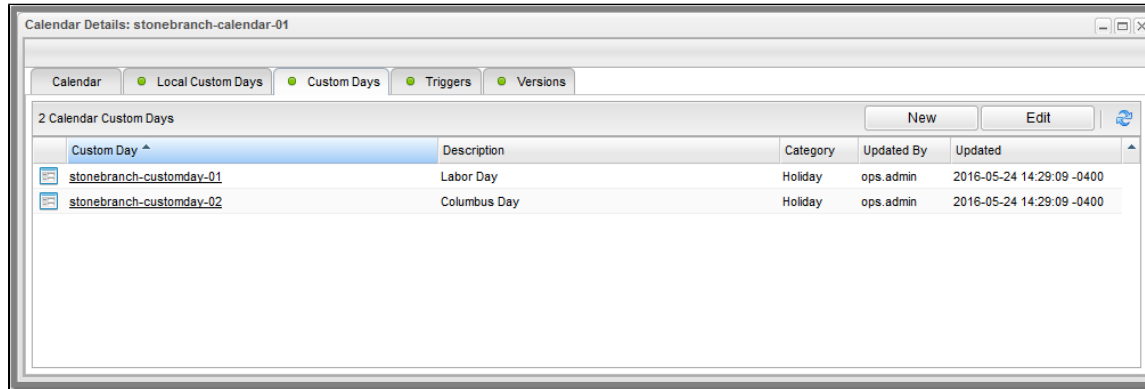 Calendar Details: stonebranch-calendar-01
Calendar Local Custom Days Custom Days Triggers Versions
2 Calendar Custom Days New Edit
Custom Day Description Category Updated By Updated
stonebranch-customday-01 Labor Day Holiday ops.admin 2016-05-24 14:29:09 -0400
stonebranch-customday-02 Columbus Day Holiday ops.admin 2016-05-24 14:29:09 -0400